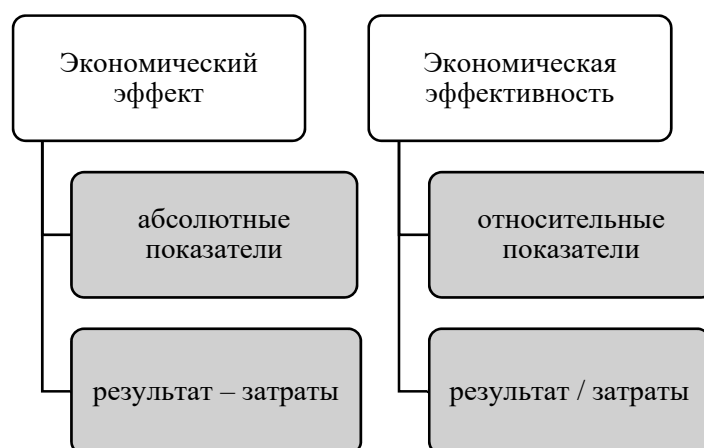 Экономический
эффект
абсолютные
показатели
результат – затраты
Экономическая
эффективность
относительные
показатели
результат / затраты